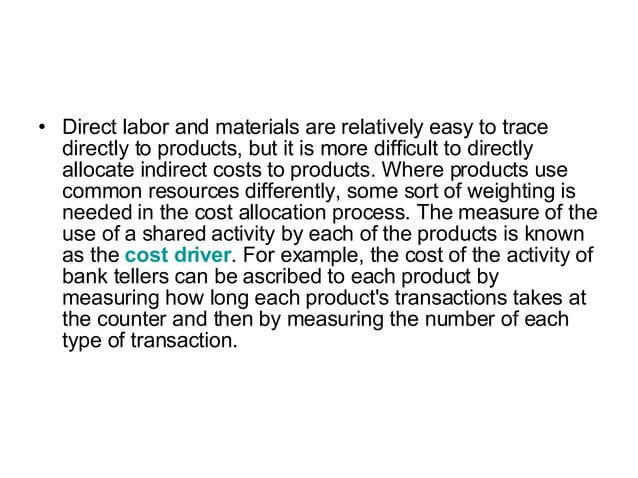 • Direct labor and materials are relatively easy to trace
directly to products, but it is more difficult to directly
allocate indirect costs to products. Where products use
common resources differently, some sort of weighting is
needed in the cost allocation process. The measure of the
use of a shared activity by each of the products is known
as the cost driver. For example, the cost of the activity of
bank tellers can be ascribed to each product by
measuring how long each product's transactions takes at
the counter and then by measuring the number of each
type of transaction.